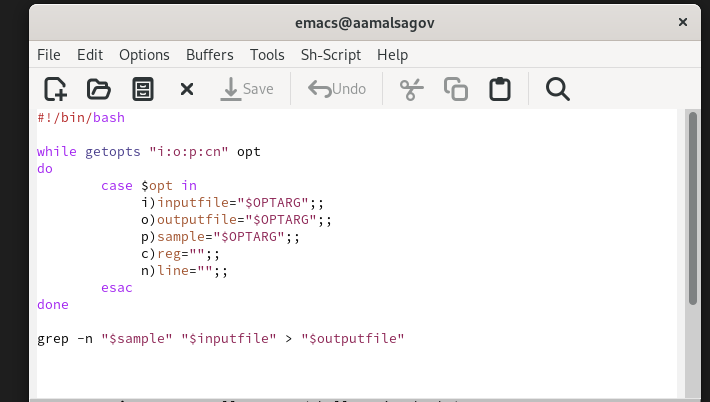 emacs@aamalsagov
File Edit Options Buffers Tools Sh-Script Help
Save Undo
#!/bin/bash

while getopts "i:o:p:cn" opt
do
        case $opt in
             i)inputfile="$OPTARG";;
             o)outputfile="$OPTARG";;
             p)sample="$OPTARG";;
             c)reg="";;
             n)line="";;
        esac
done

grep -n "$sample" "$inputfile" > "$outputfile"